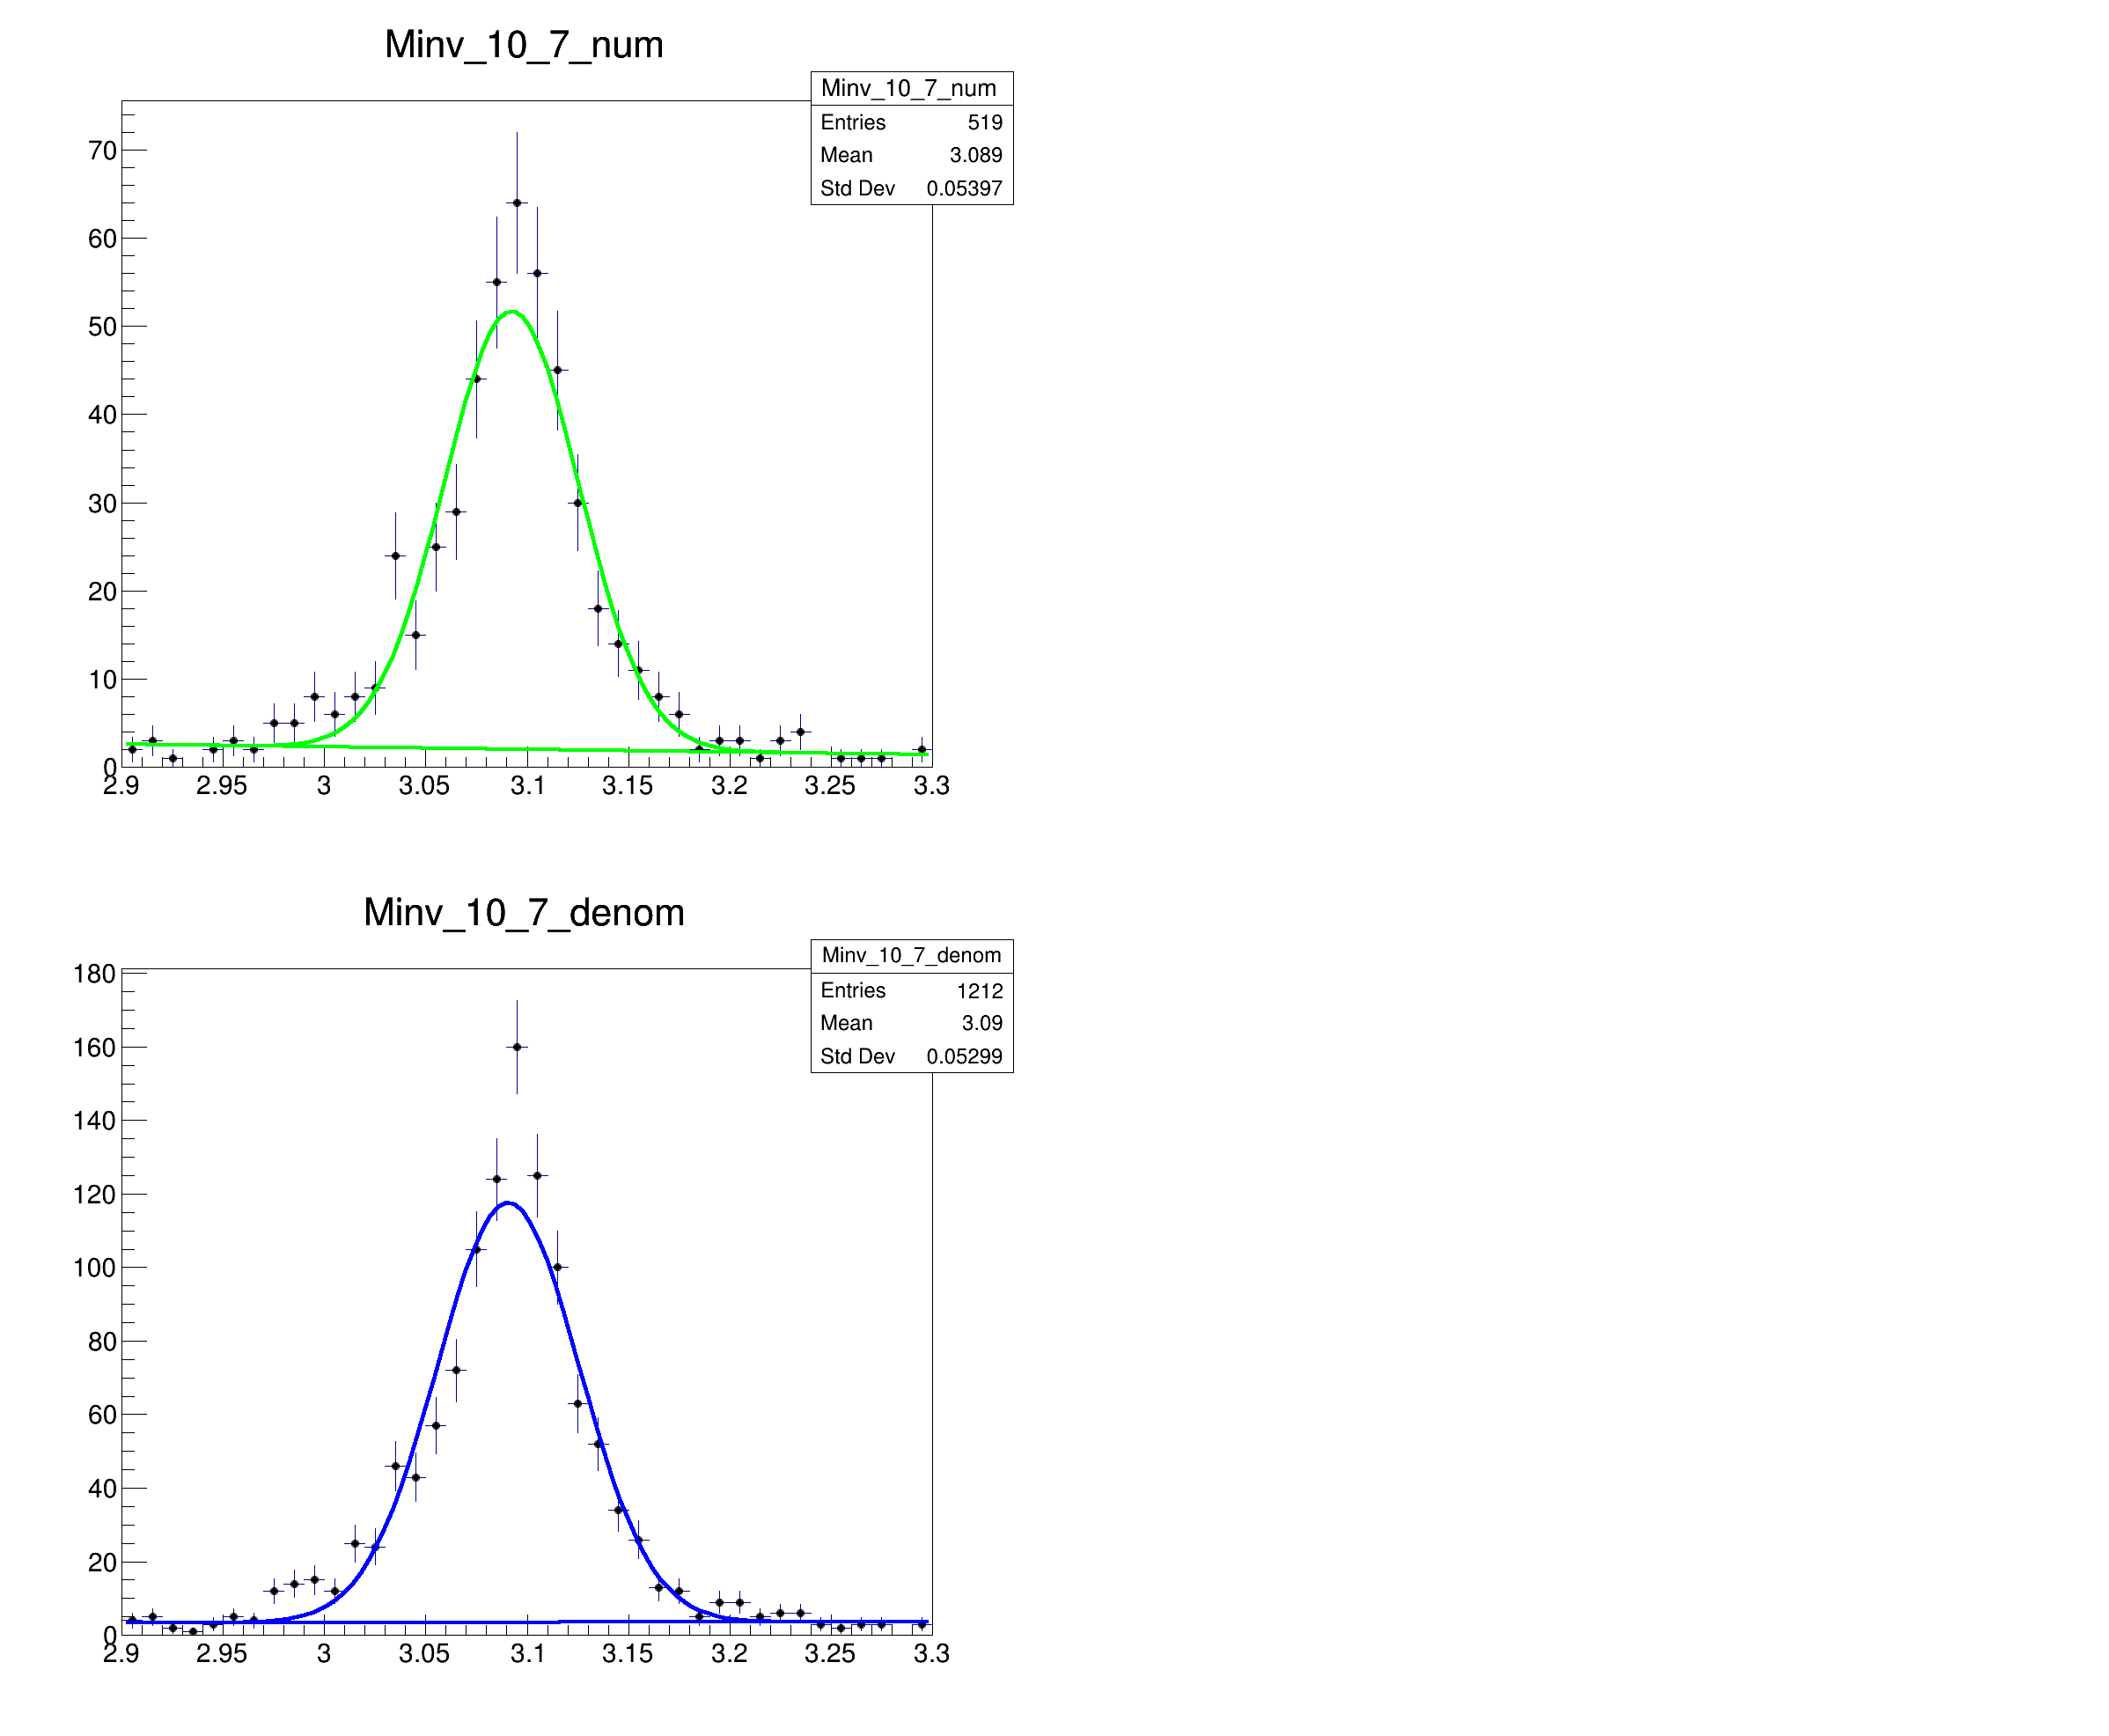 Minv_10_7_num
Minv_10_7_num
Entries 519
Mean 3.089
Std Dev 0.05397
70
60
50
40
30
20
10
0
2.9 2.95 3 3.05 3.1 3.15 3.2 3.25 3.3
Minv_10_7_denom
Minv_10_7_denom
Entries 1212
Mean 3.09
Std Dev 0.05299
180
160
140
120
100
80
60
40
20
0
2.9 2.95 3 3.05 3.1 3.15 3.2 3.25 3.3